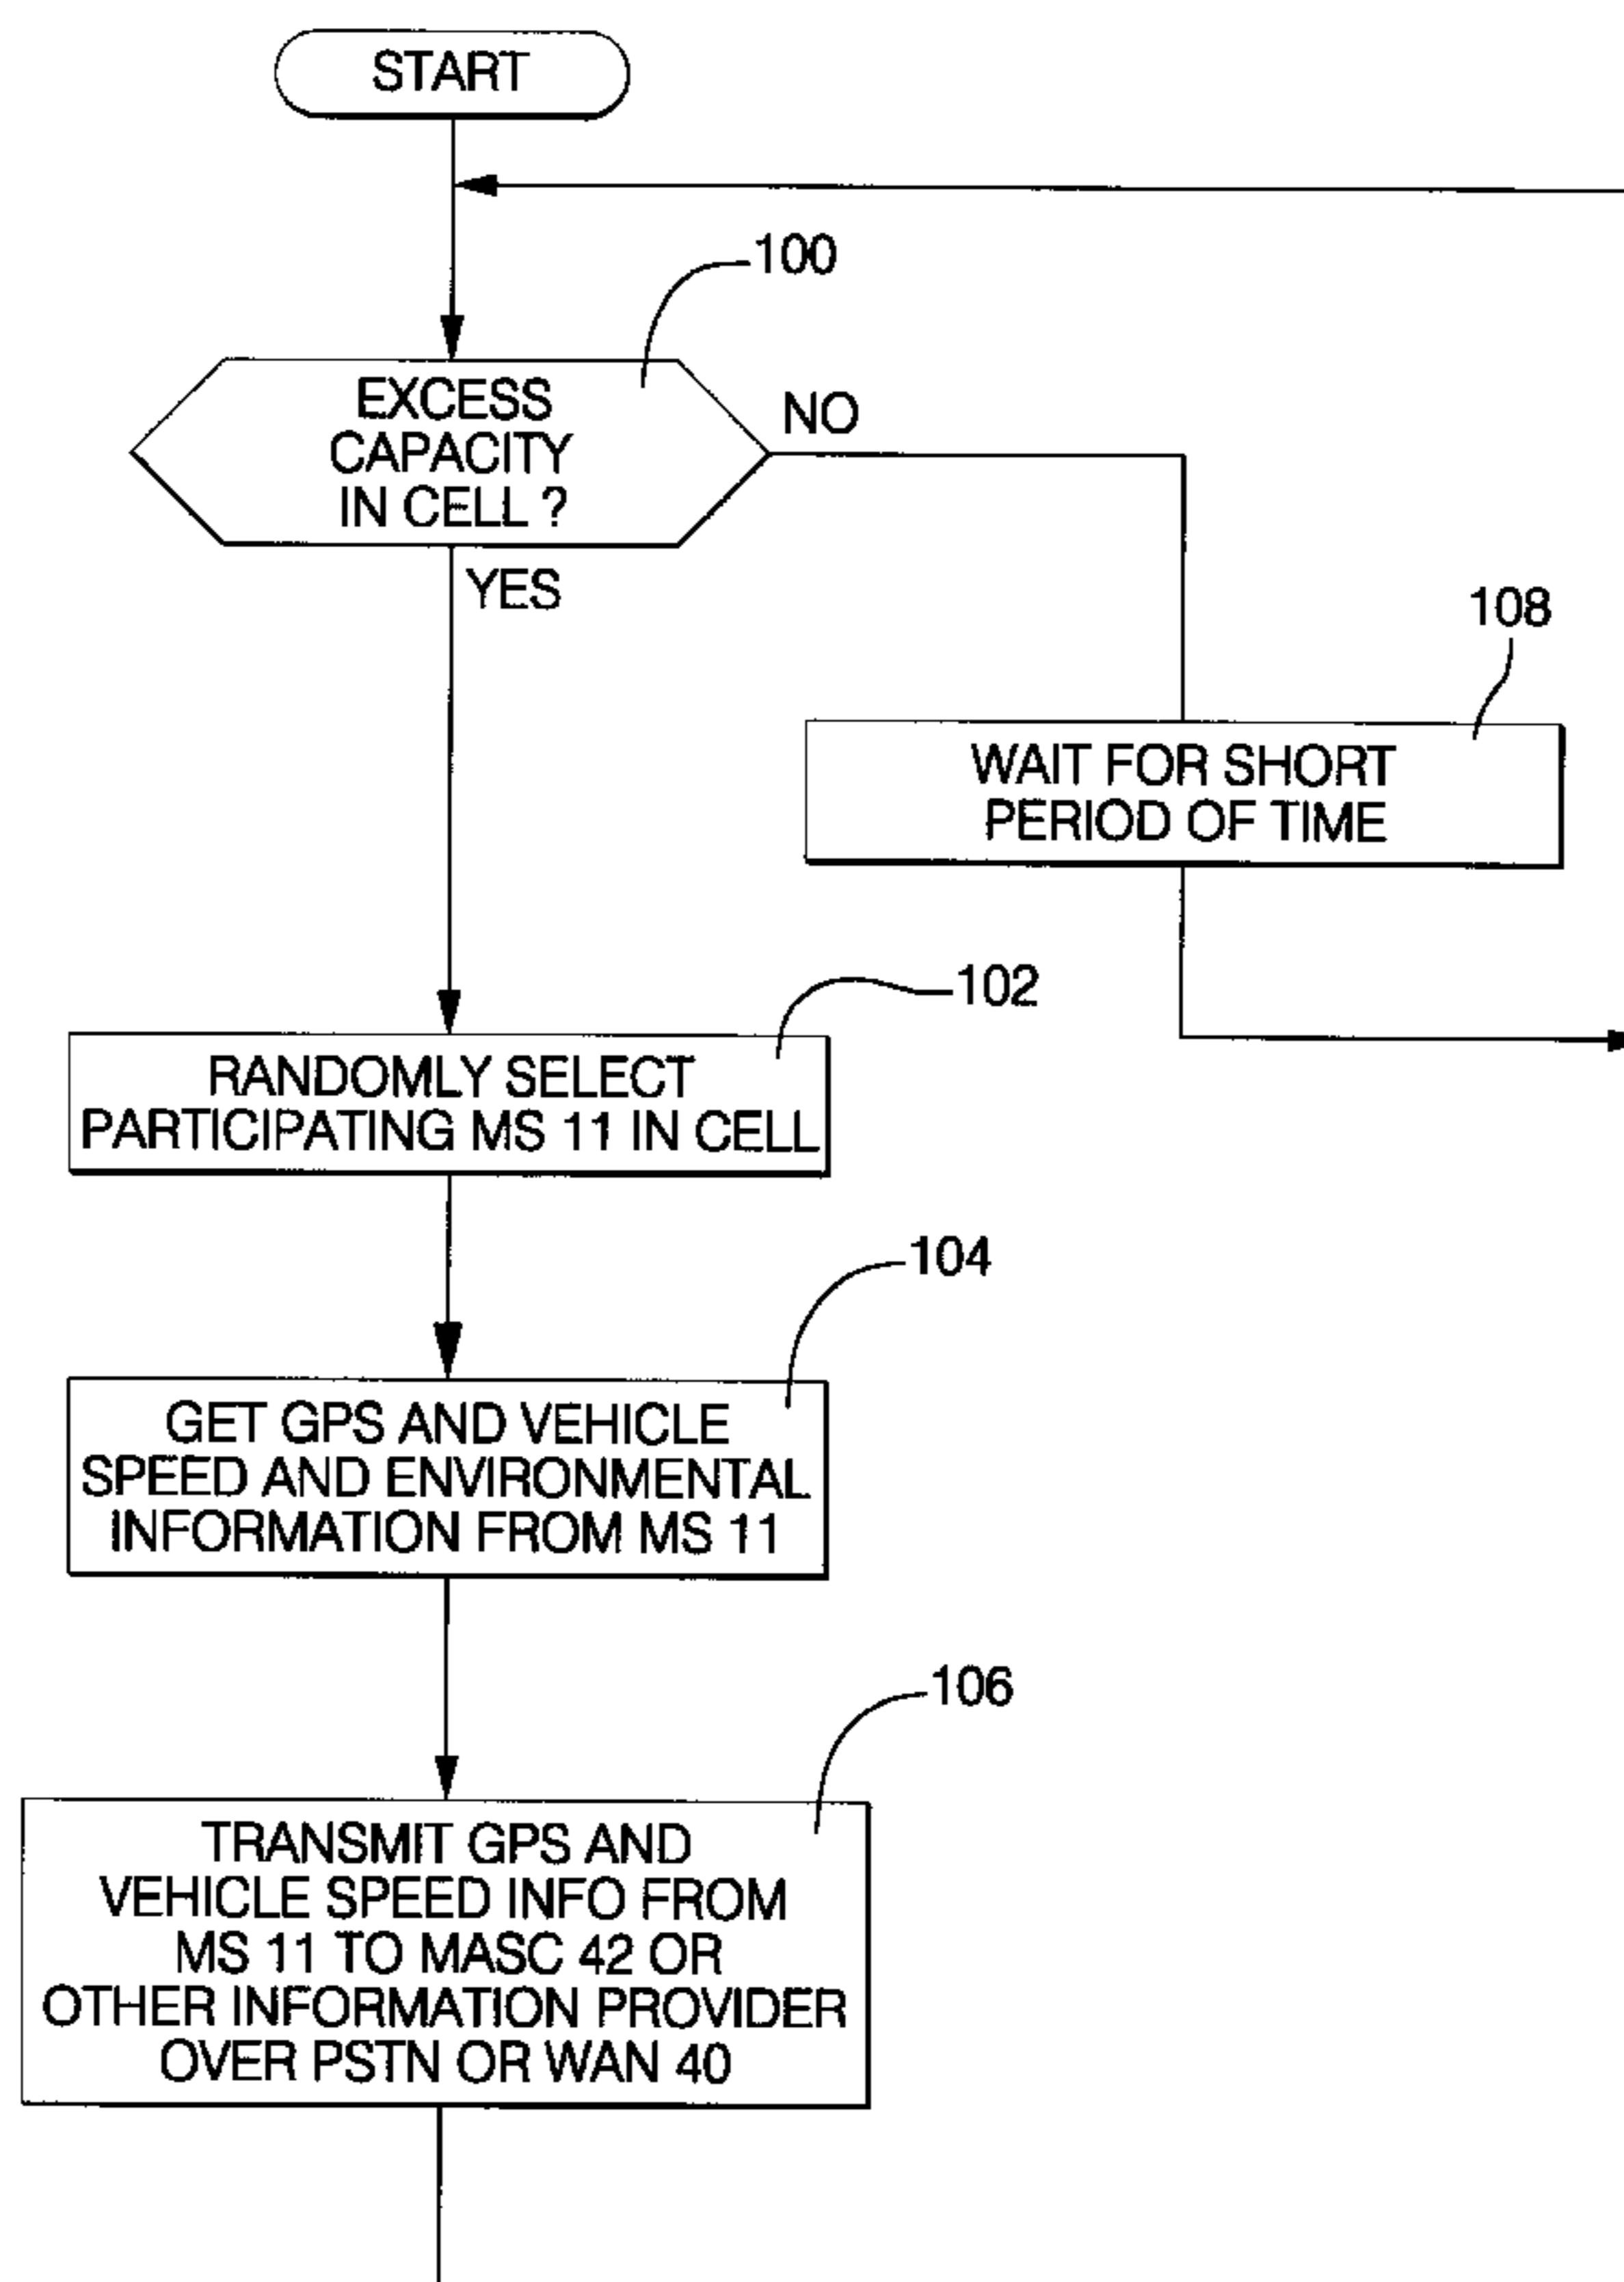 START
100
EXCESS
CAPACITY
IN CELL ?
NO
YES
108
WAIT FOR SHORT
PERIOD OF TIME
102
RANDOMLY SELECT
PARTICIPATING MS 11 IN CELL
104
GET GPS AND VEHICLE
SPEED AND ENVIRONMENTAL
INFORMATION FROM MS 11
106
TRANSMIT GPS AND
VEHICLE SPEED INFO FROM
MS 11 TO MASC 42 OR
OTHER INFORMATION PROVIDER
OVER PSTN OR WAN 40